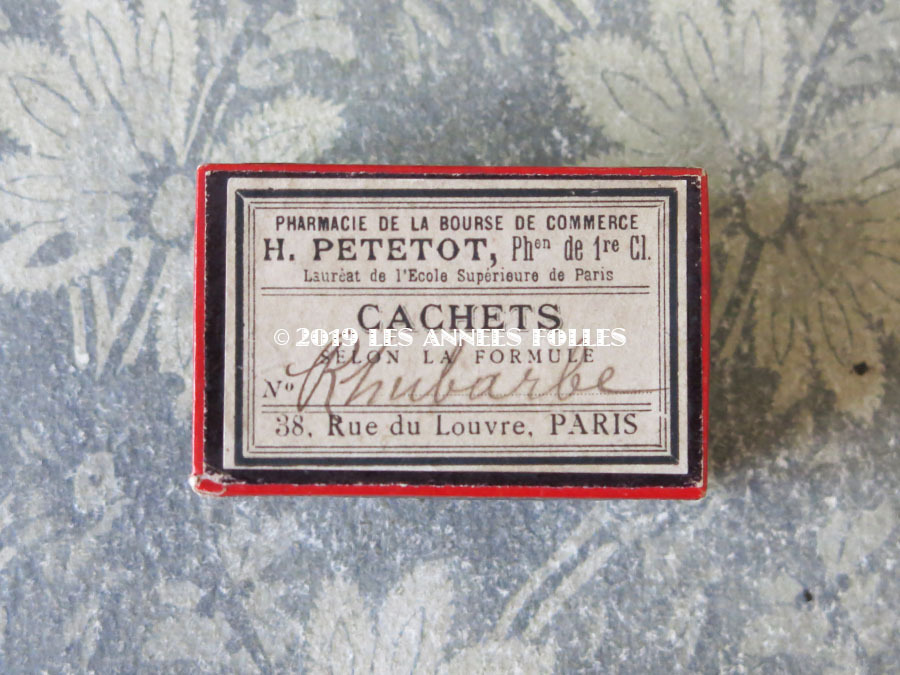 PHARMACIE DE LA BOURSE DE COMMERCE
H. PETETOT, Phen de 1re Cl.
Lauréat de l'Ecole Supérieure de Paris
CACHETS
© 2019 LES ANNEES FOLLES
SELON LA FORMULE
No Rhubarbe
38, Rue du Louvre, PARIS